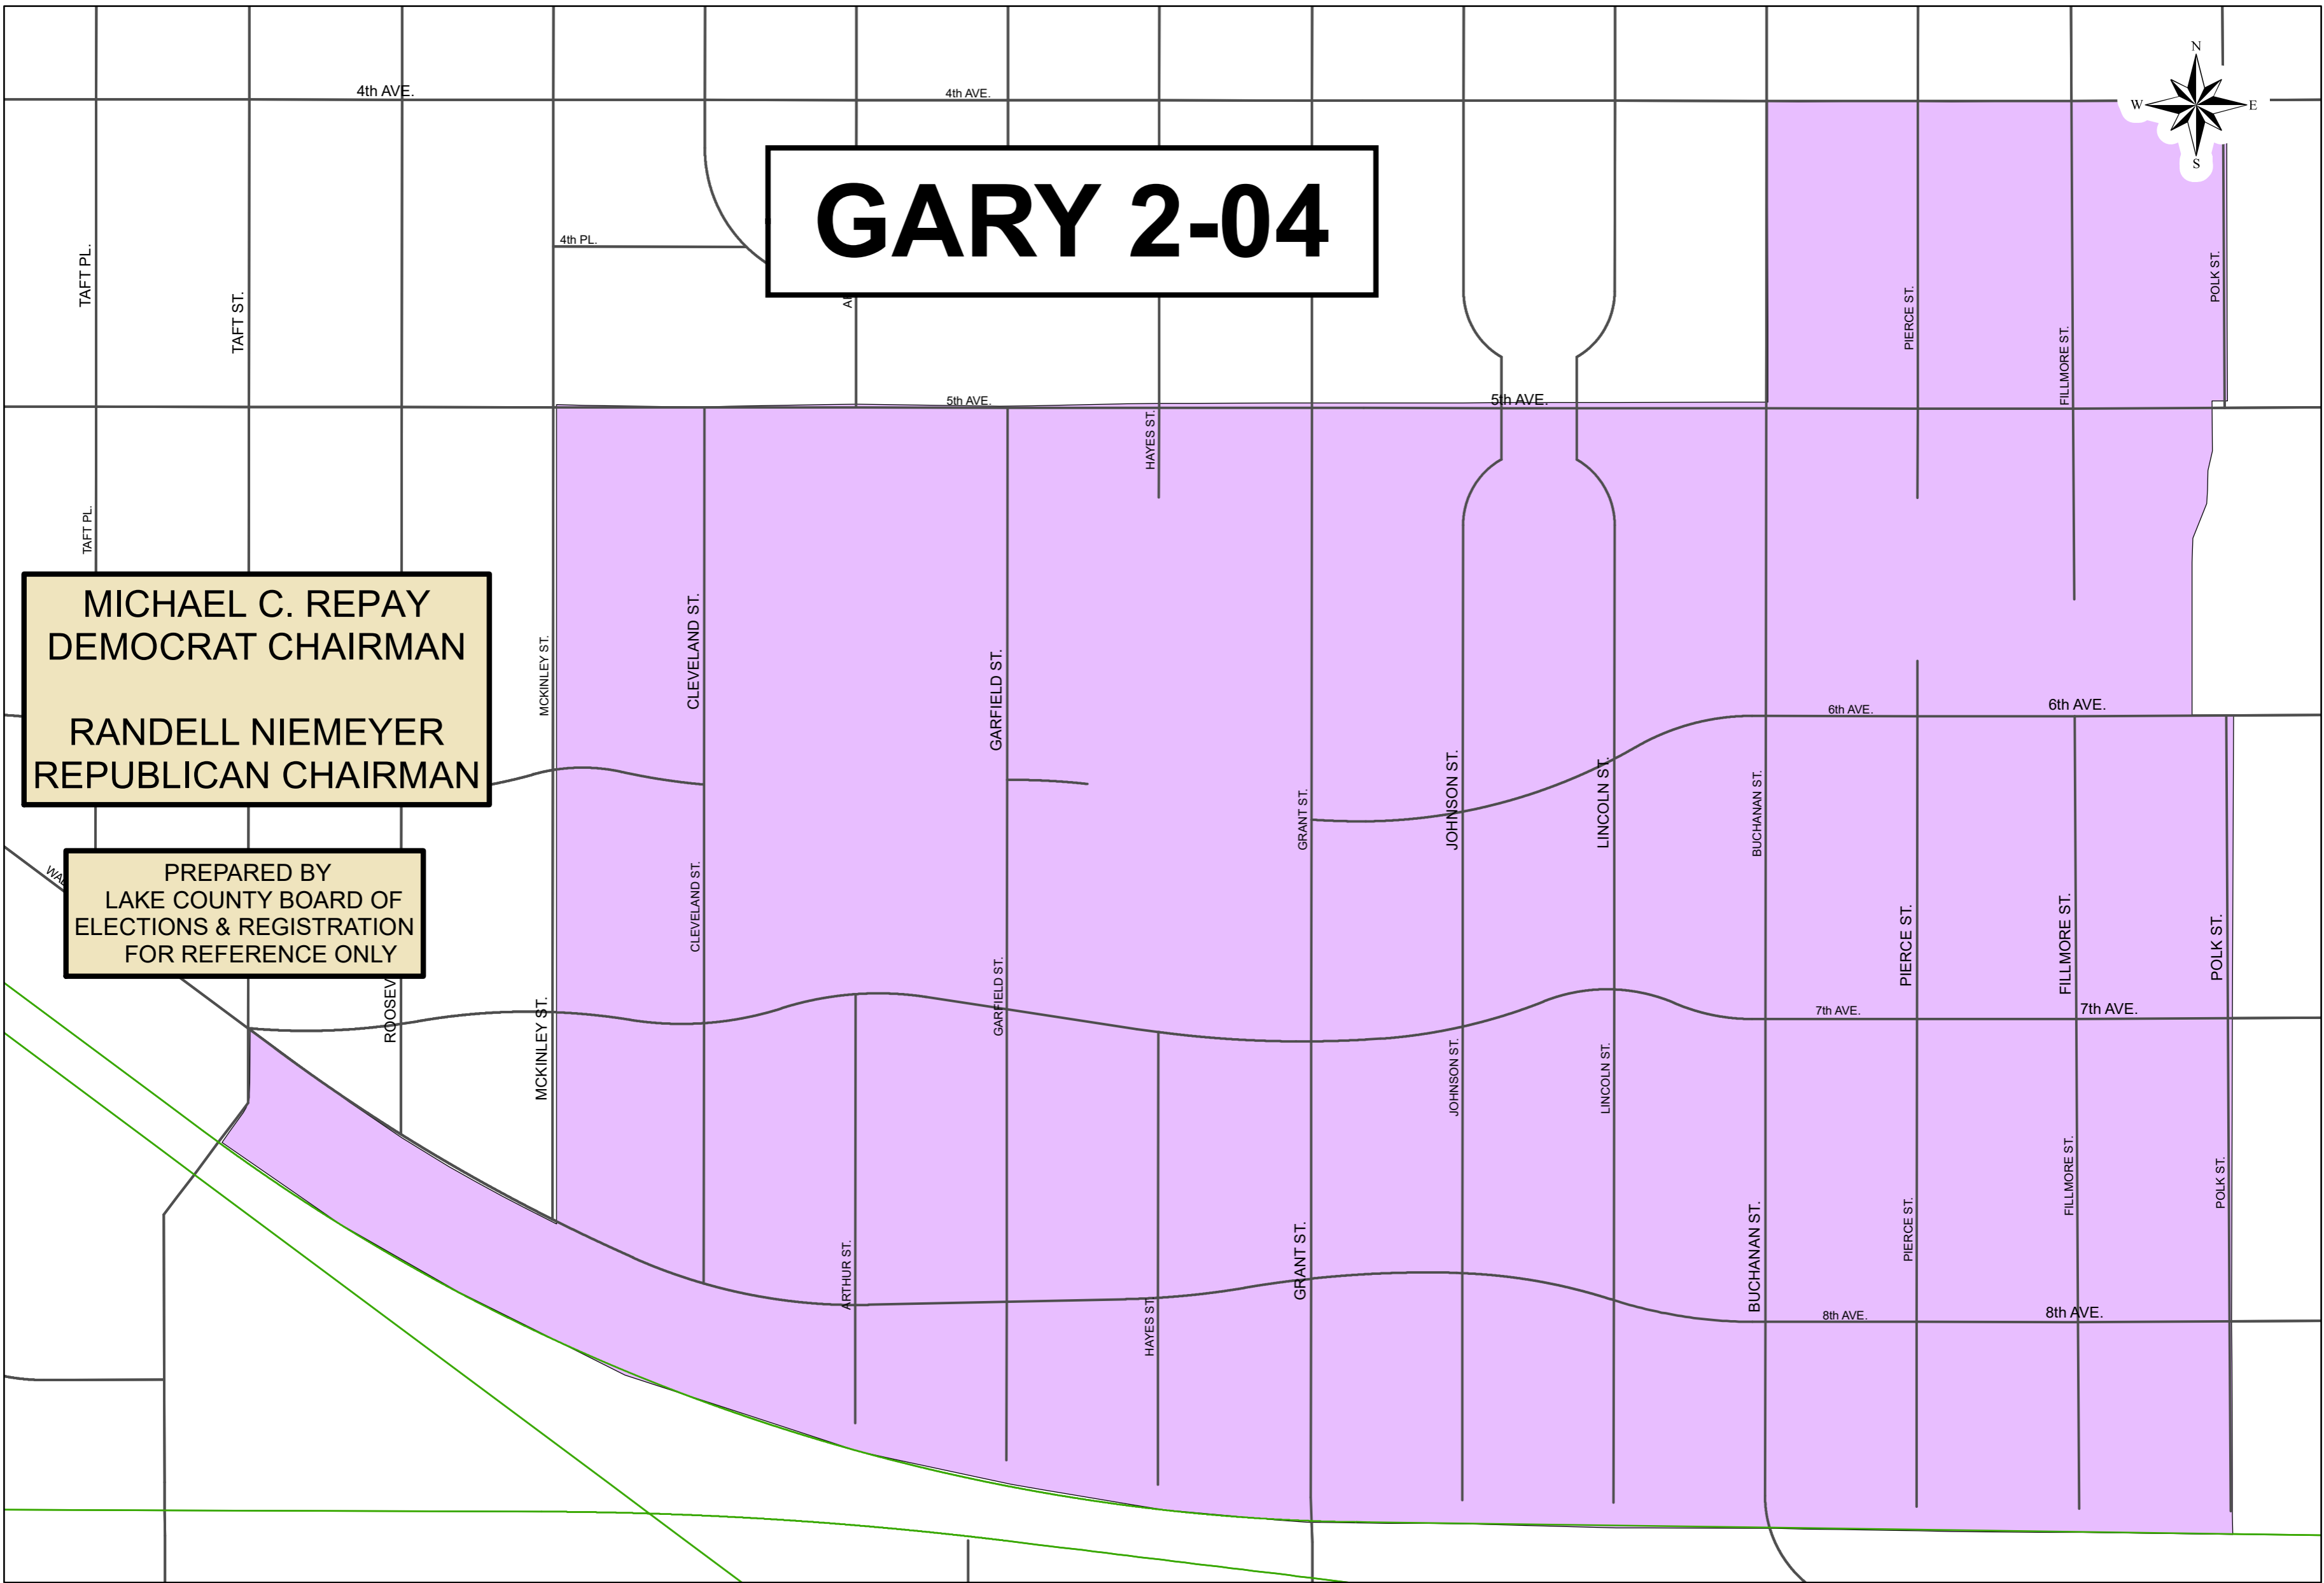 N
4th AVE.
4th AVE.
W
E
S
GARY 2-04
4th PL.
TAFT PL.
TAFT ST.
PIERCE ST.
POLK ST.
FILLMORE ST.
5th AVE.
5th AVE.
HAYES ST.
TAFT PL.
MICHAEL C. REPAY
DEMOCRAT CHAIRMAN
RANDELL NIEMEYER
REPUBLICAN CHAIRMAN
MCKINLEY ST.
CLEVELAND ST.
GARFIELD ST.
6th AVE.
6th AVE.
GRANT ST.
JOHNSON ST.
LINCOLN ST.
BUCHANAN ST.
PREPARED BY
LAKE COUNTY BOARD OF
ELECTIONS & REGISTRATION
FOR REFERENCE ONLY
CLEVELAND ST.
GARFIELD ST.
PIERCE ST.
FILLMORE ST.
POLK ST.
7th AVE.
7th AVE.
ROOSEV
MCKINLEY ST.
JOHNSON ST.
LINCOLN ST.
FILLMORE ST.
POLK ST.
ARTHUR ST.
GRANT ST.
BUCHANAN ST.
PIERCE ST.
HAYES ST.
8th AVE.
8th AVE.